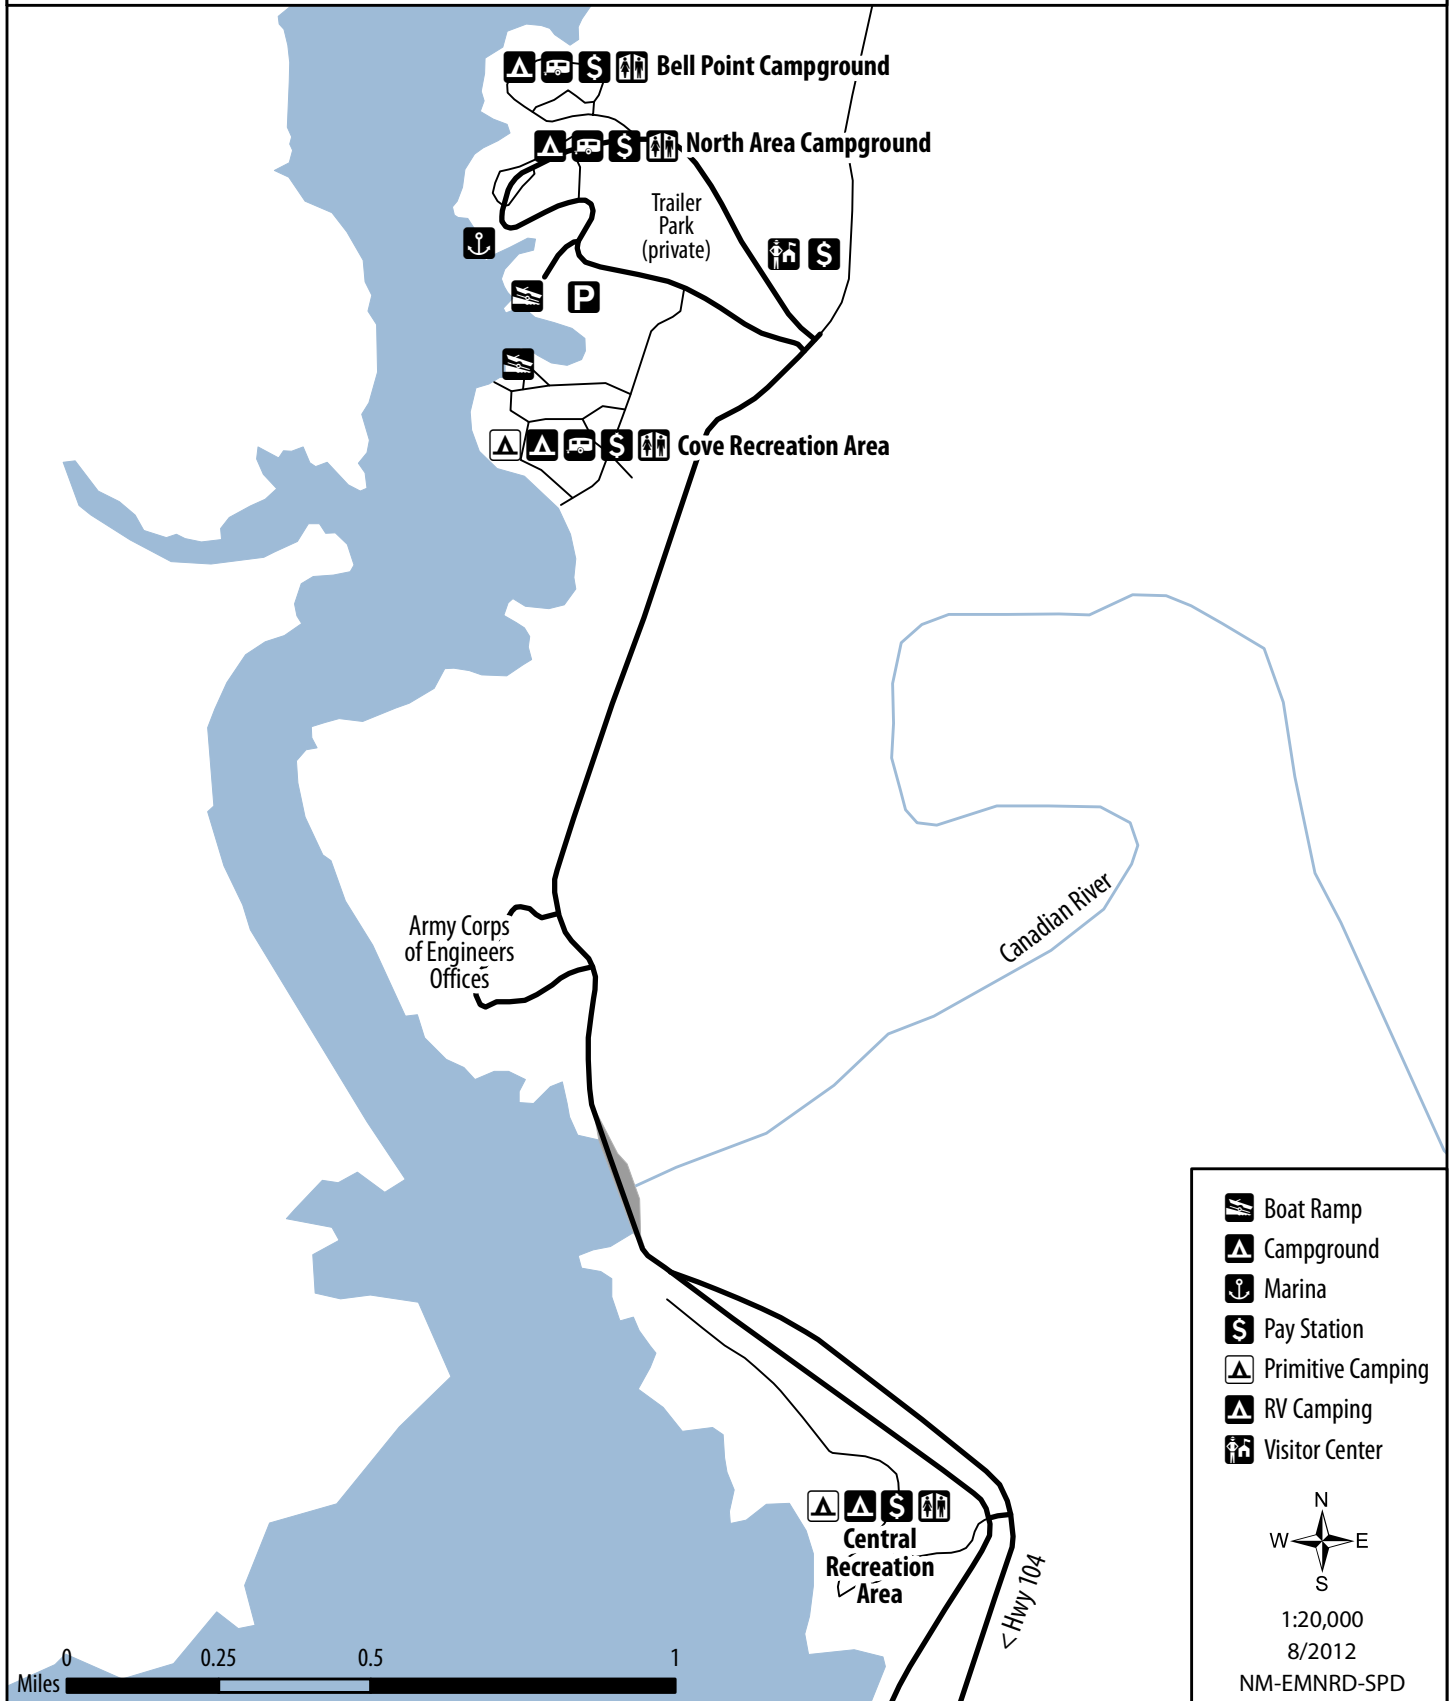 Bell Point Campground
North Area Campground
Trailer
Park
(private)
P
Cove Recreation Area
Canadian River
Army Corps
of Engineers
Offices
Central
Recreation
Area
< Hwy 104
Boat Ramp
Campground
Marina
$ Pay Station
Primitive Camping
RV Camping
Visitor Center
N
W E
S
1:20,000
8/2012
NM-EMNRD-SPD
0 0.25 0.5 1
Miles